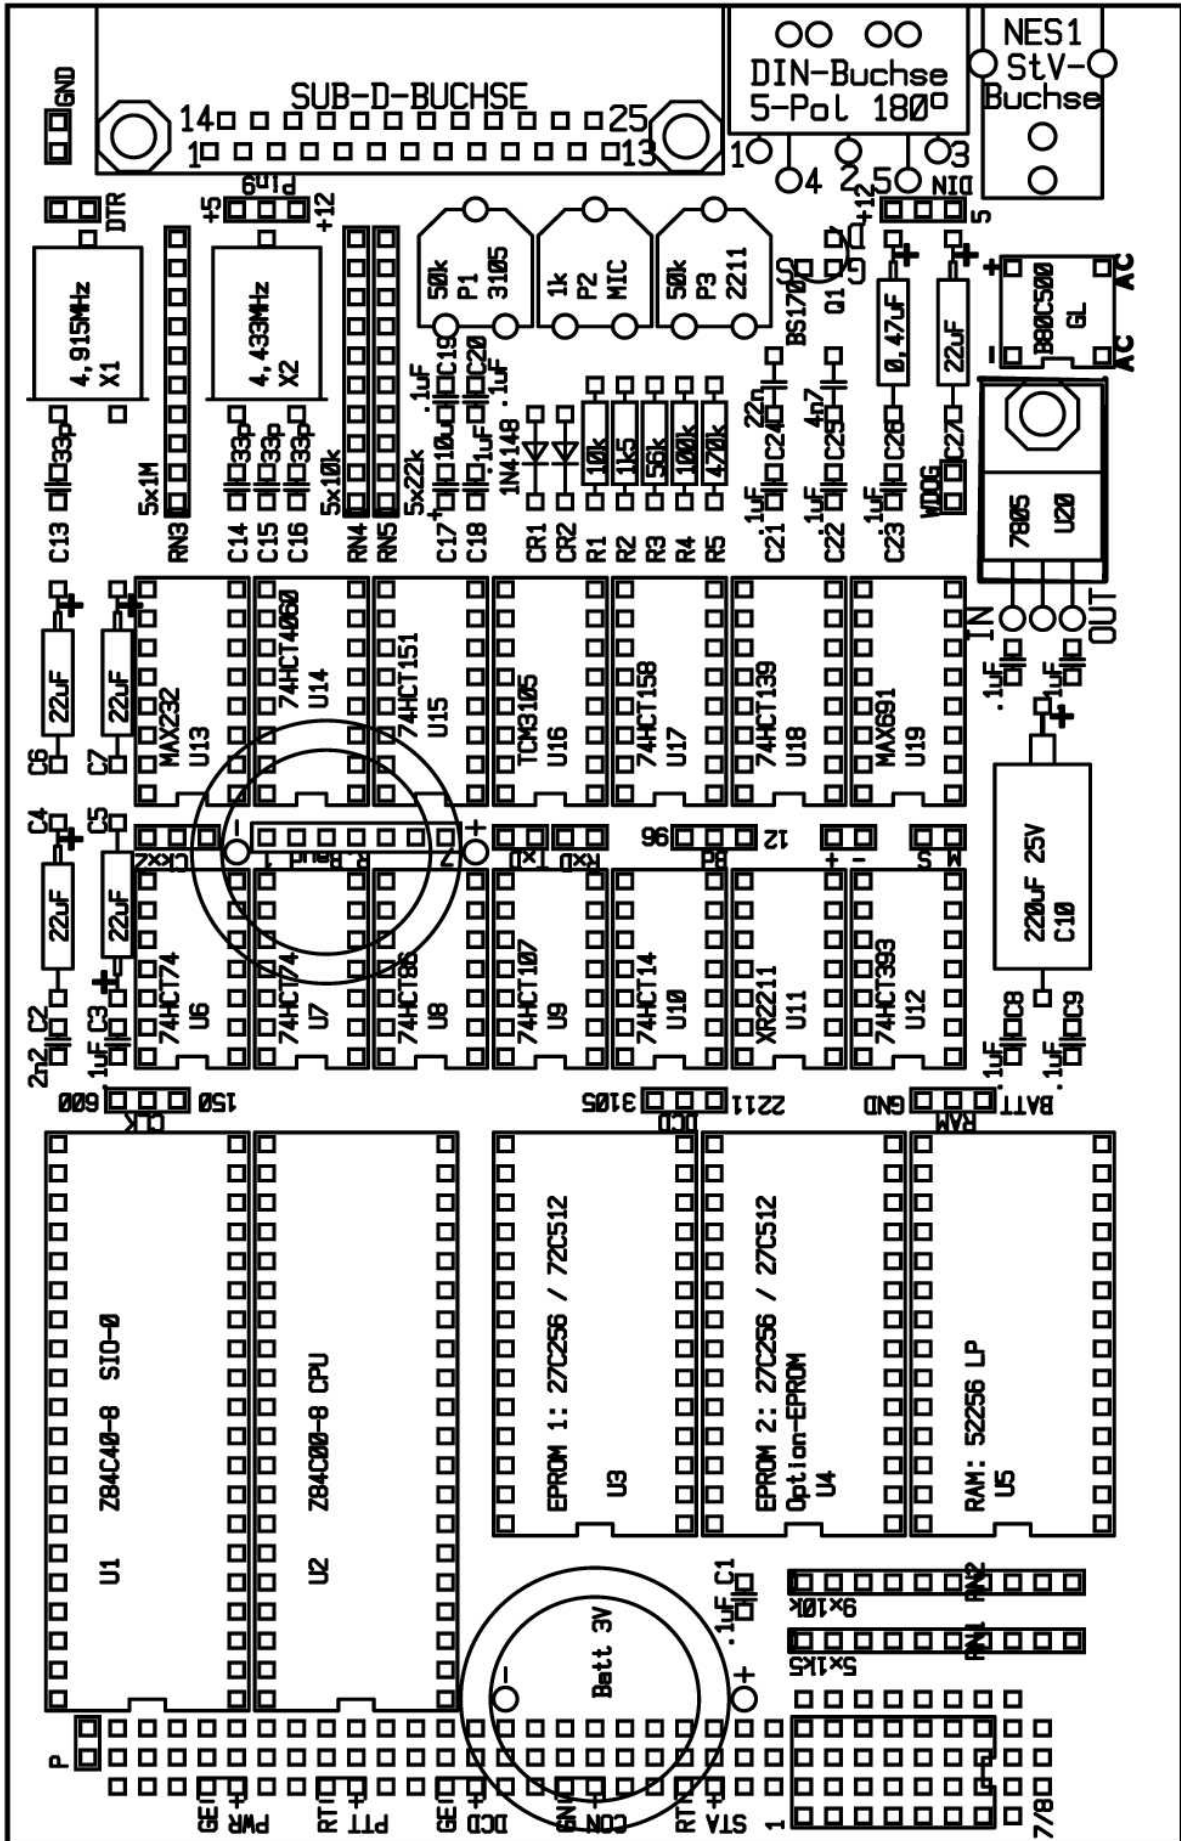 GND
SUB-D-BUCHSE
14
25
1
13
DIN-Buchse
5-Pol 180°
1
4
2
5
3
NES1
StV-
Buchse
DTR
+5
Pin9
+12
+12
DIN
5
4,915MHz
X1
4,433MHz
X2
50k
P1
3105
1k
P2
MIC
50k
P3
2211
BS170
S
G
D
Q1
0,47uF
22uF
+
-
B80C500
GL
AC
AC
33p
C13
5x1M
RN3
33p
C14
33p
C15
33p
C16
5x10k
RN4
5x22k
RN5
.1uF
C19
C20
.1uF
10u
+
C17
.1uF
C18
1N4148
CR1
CR2
10k
R1
1k5
R2
56k
R3
100k
R4
470k
R5
22n
C24
.1uF
C21
4n7
C25
.1uF
C22
C26
.1uF
C23
C27
WDOG
7805
U20
IN
OUT
22uF
C6
22uF
C7
MAX232
U13
74HCT4060
U14
74HCT151
U15
TCM3105
U16
74HCT158
U17
74HCT139
U18
MAX691
U19
.1uF
.1uF
C4
22uF
C5
22uF
CKx2
-
1
R.Baud
7
+
TxD
RxD
96
Bd
12
+
-
S
M
220uF 25V
C10
2n2
C2
.1uF
C3
74HCT74
U6
74HCT74
U7
74HCT86
U8
74HCT107
U9
74HCT14
U10
XR2211
U11
74HCT393
U12
.1uF
C8
.1uF
C9
600
CLK
150
3105
DCD
2211
GND
RAM
BATT
Z84C40-8 SIO-0
U1
Z84C00-8 CPU
U2
EPROM 1: 27C256 / 72C512
U3
EPROM 2: 27C256 / 27C512
Option-EPROM
U4
RAM: 52256 LP
U5
Batt 3V
-
+
.1uF
C1
9x10k
RN2
5x1k5
RN1
P
GE
PWR
+
RT
PTT
+
GE
DCD
+
GN
CON
+
RT
STA
+
1
7/8